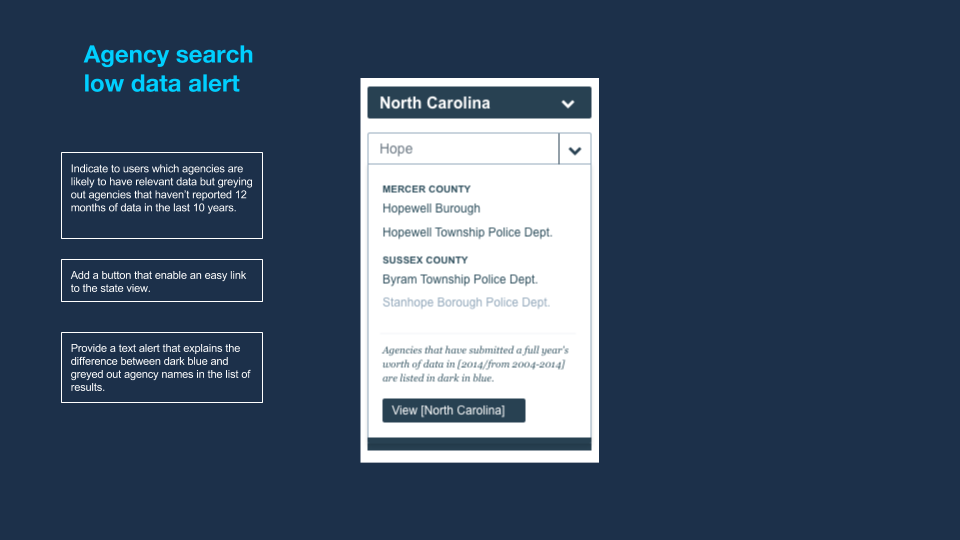 Agency search
low data alert
Indicate to users which agencies are
likely to have relevant data but greying
out agencies that haven't reported 12
months of data in the last 10 years.
Add a button that enable an easy link
to the state view.
Provide a text alert that explains the
difference between dark blue and
greyed out agency names in the list of
results.
North Carolina
Hope
MERCER COUNTY
Hopewell Burough
Hopewell Township Police Dept.
SUSSEX COUNTY
Byram Township Police Dept.
Stanhope Borough Police Dept.
Agencies that have submitted a full year's
worth of data in [2014/from 2004-2014]
are listed in dark in blue.
View [North Carolina]